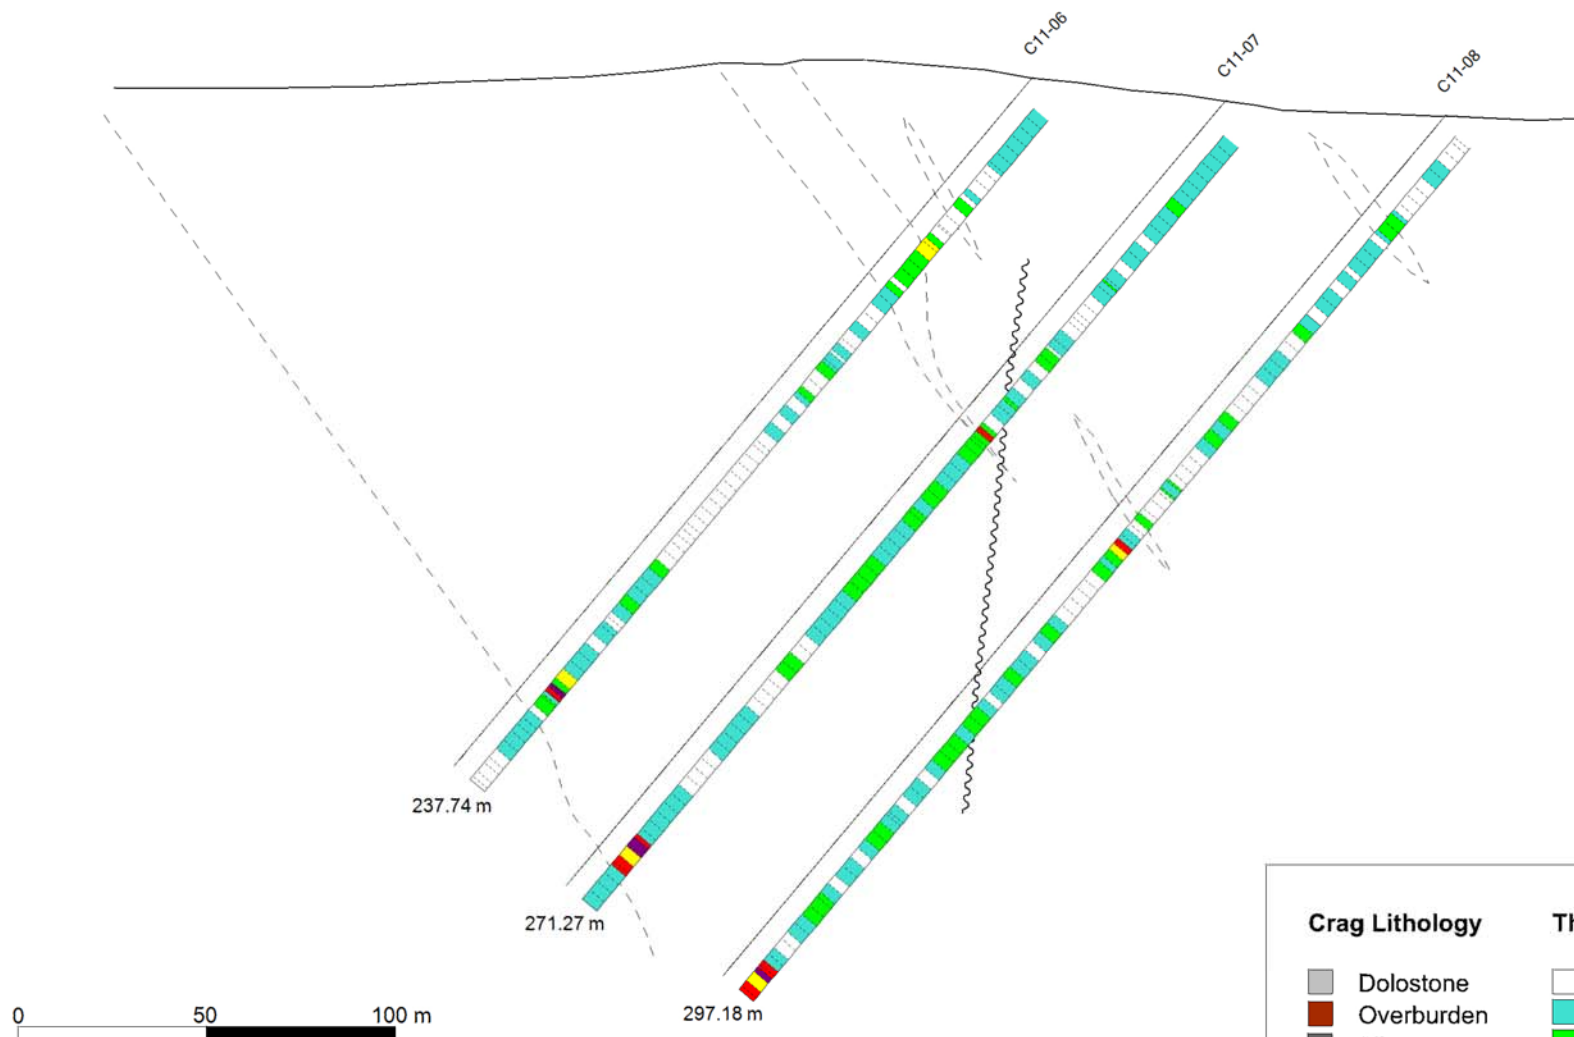 C11-06
C11-07
C11-08
237.74 m
271.27 m
297.18 m
0 50 100 m
Crag Lithology
Dolostone
Overburden